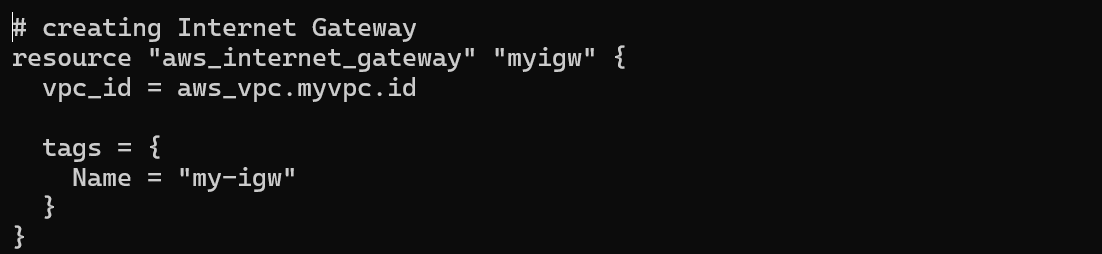 # creating Internet Gateway
resource "aws_internet_gateway" "myigw" {
  vpc_id = aws_vpc.myvpc.id

  tags = {
    Name = "my-igw"
  }
}